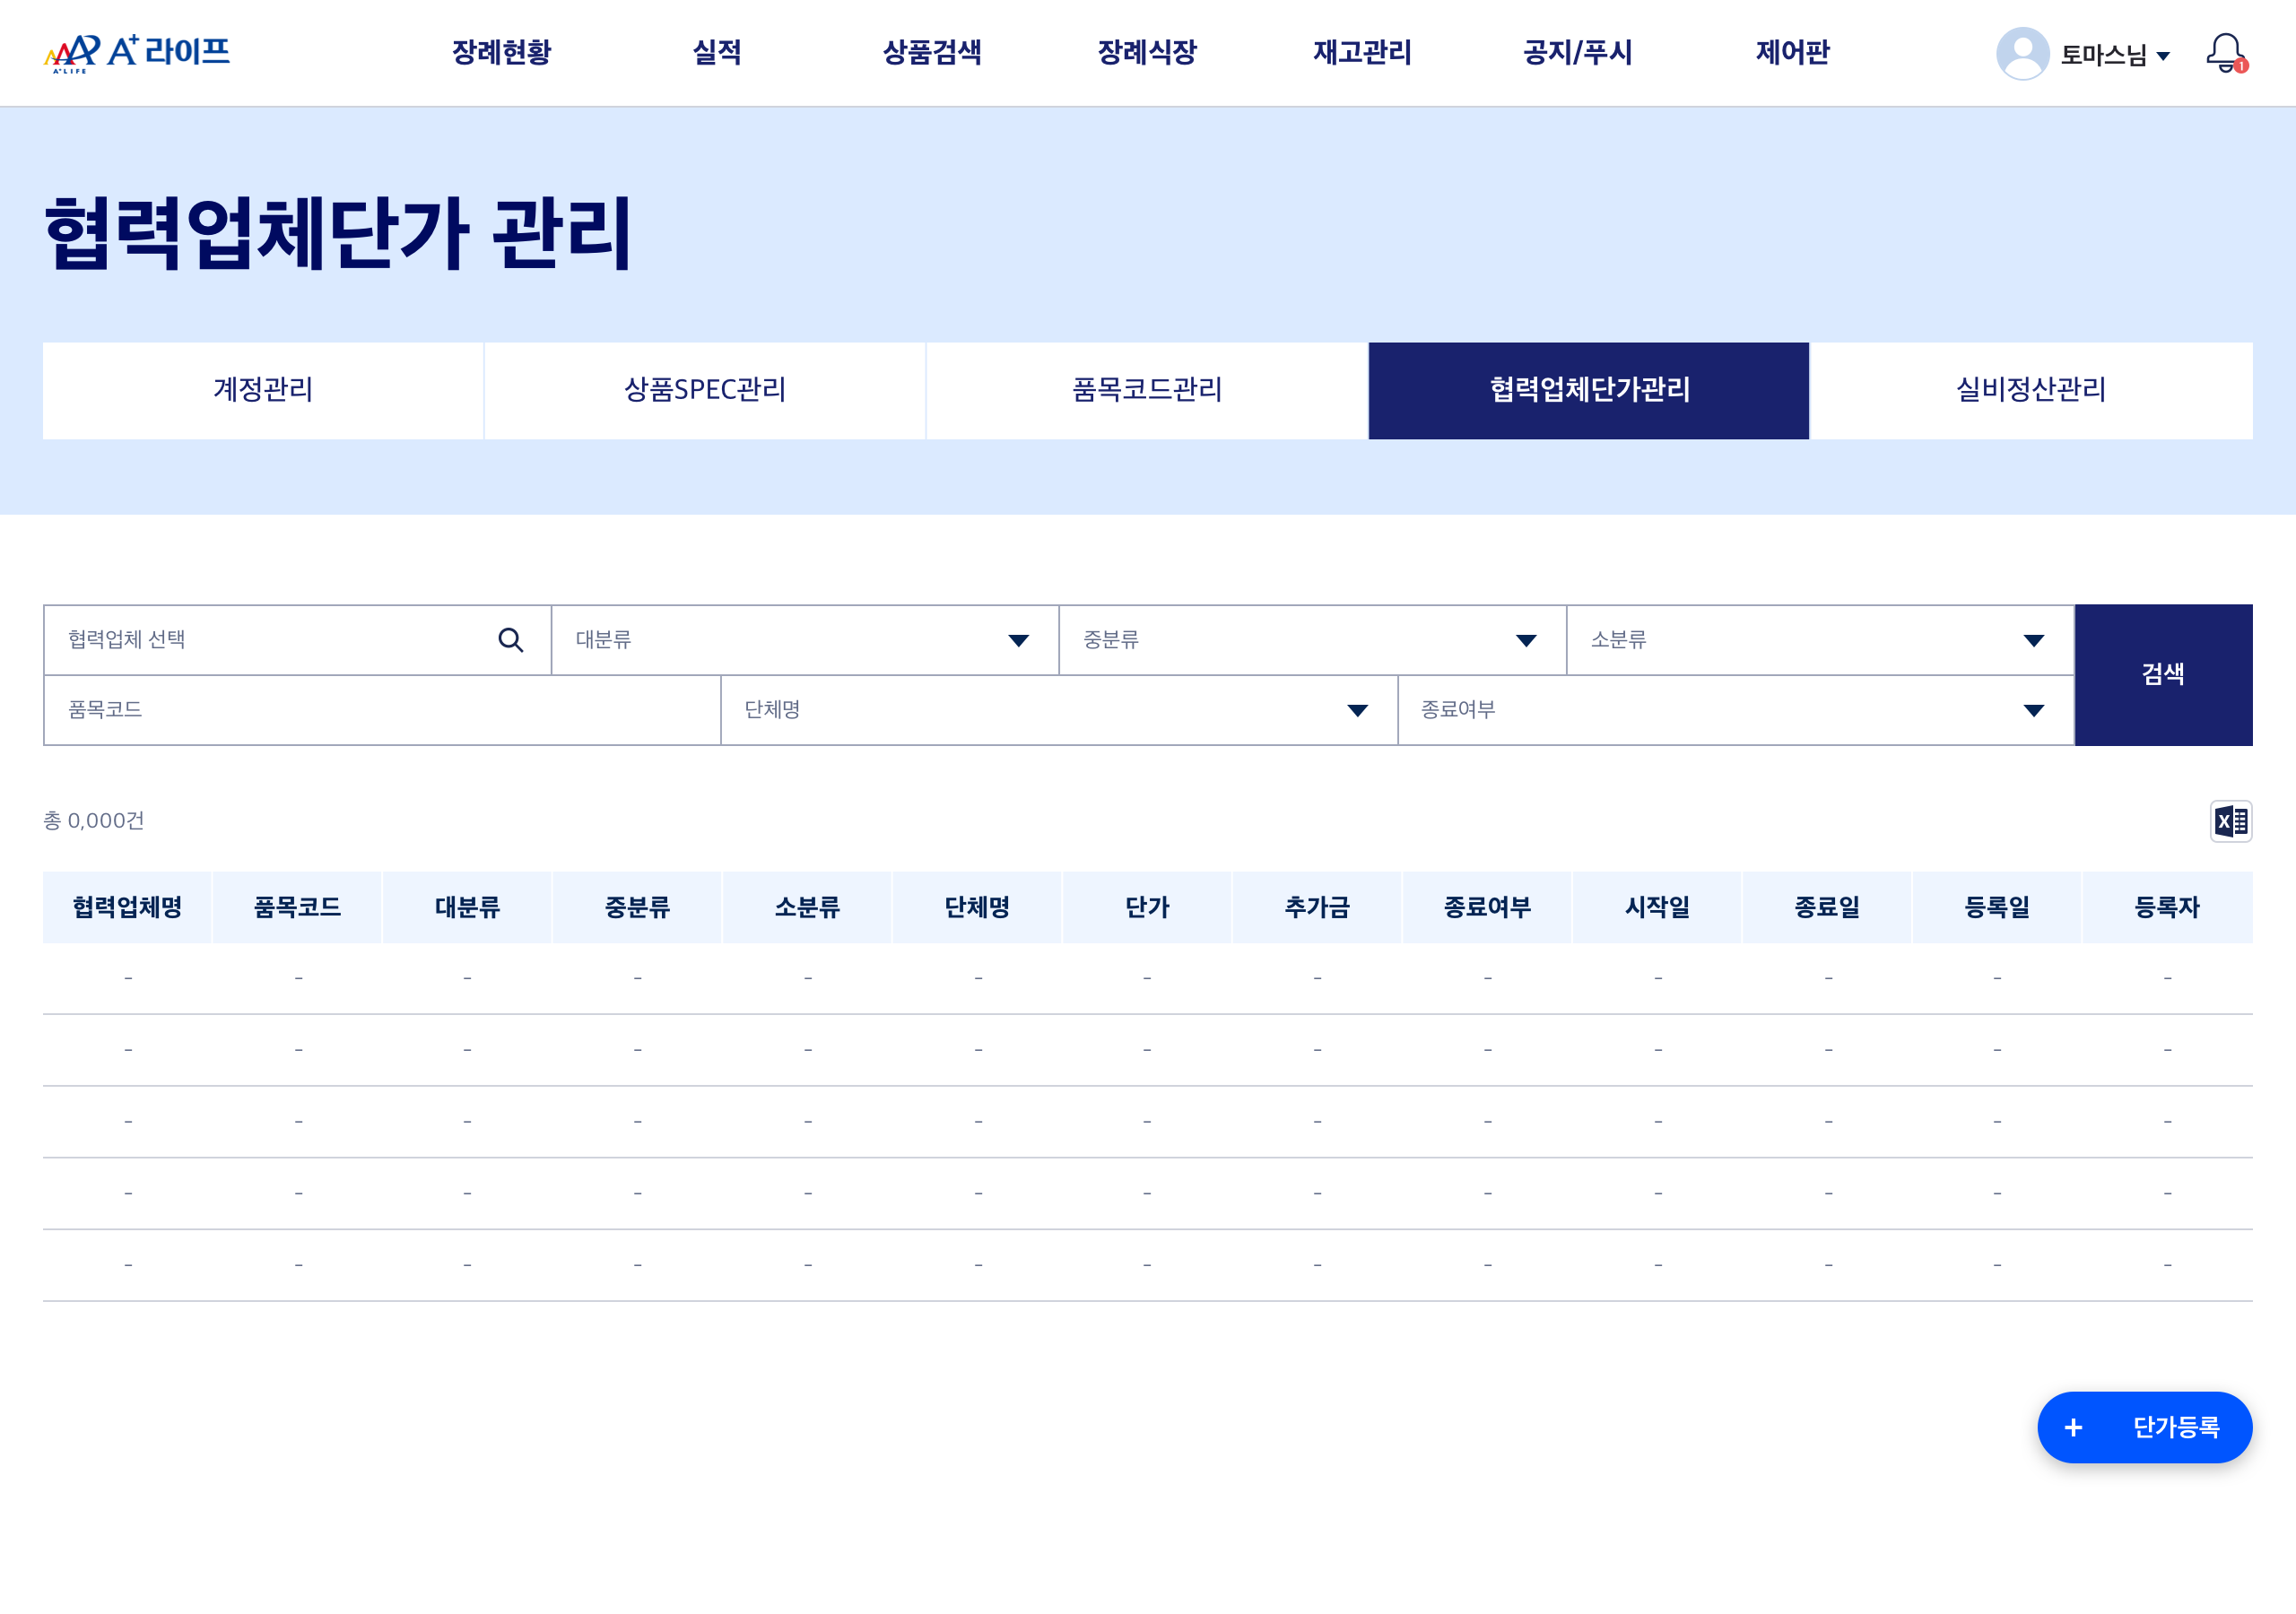 A+ LIFE A+ 라이프 장례현황 실적 상품검색 장례식장 재고관리 공지/푸시 제어판 토마스님 1
협력업체단가 관리
계정관리 상품SPEC관리 품목코드관리 협력업체단가관리 실비정산관리
협력업체 선택 대분류 중분류 소분류 검색
품목코드 단체명 종료여부
총 0,000건
협력업체명 품목코드 대분류 중분류 소분류 단체명 단가 추가금 종료여부 시작일 종료일 등록일 등록자
- - - - - - - - - - - - -
- - - - - - - - - - - - -
- - - - - - - - - - - - -
- - - - - - - - - - - - -
- - - - - - - - - - - - -
+ 단가등록